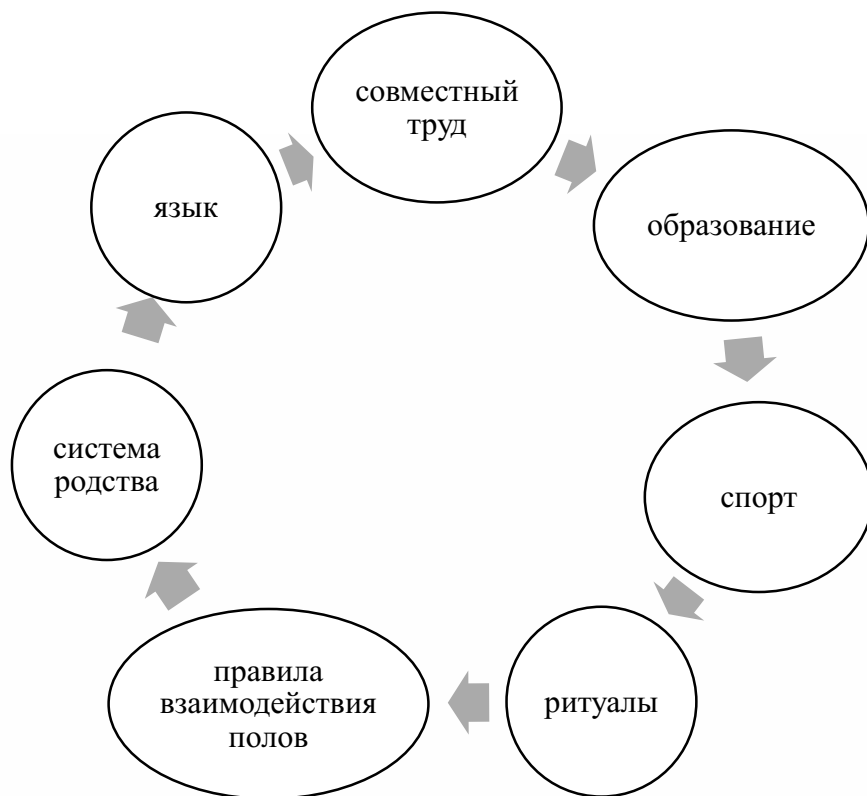 совместный
труд
образование
спорт
ритуалы
правила
взаимодействия
полов
система
родства
язык